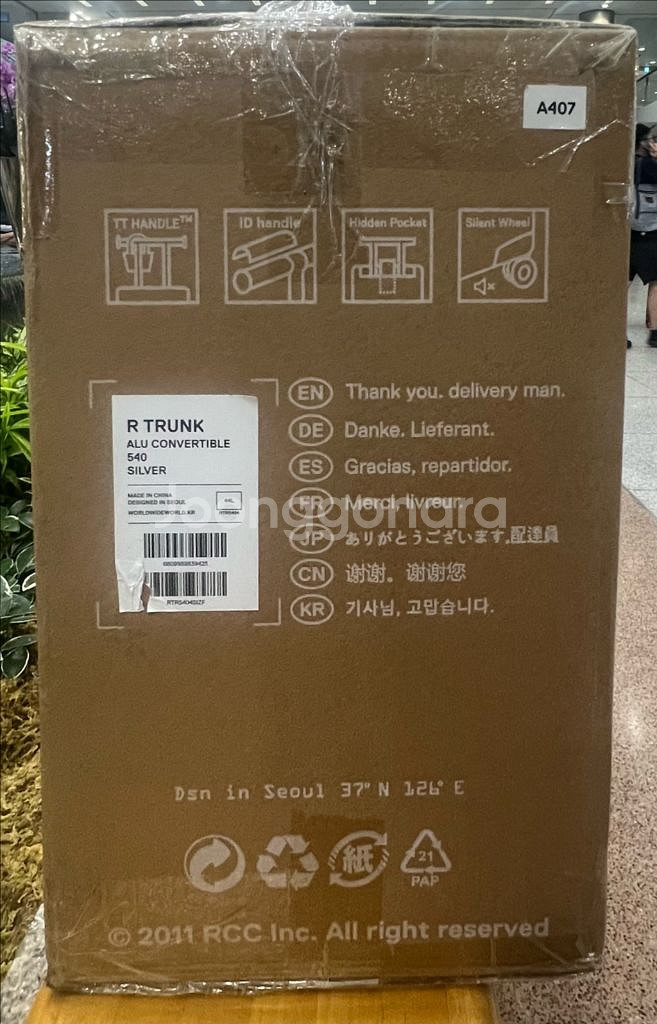 A407
TT HANDLE™
iD handle
Hidden Pocket
Silent Wheel
R TRUNK
ALU CONVERTIBLE
540
SILVER
MADE IN CHINA
DESIGNED IN SEOUL
44L
WORLDWIDEWORLD.KR
EN Thank you. delivery man.
DE Danke. Lieferant.
ES Gracias, repartidor.
FR Merci, livreur.
JP ありがとうございます。配達員
CN 谢谢。谢谢您
KR 기사님, 고맙습니다.
Joonggonara
Dsn in Seoul 37° N 126° E
紙
21
PAP
© 2011 RCC Inc. All right reserved